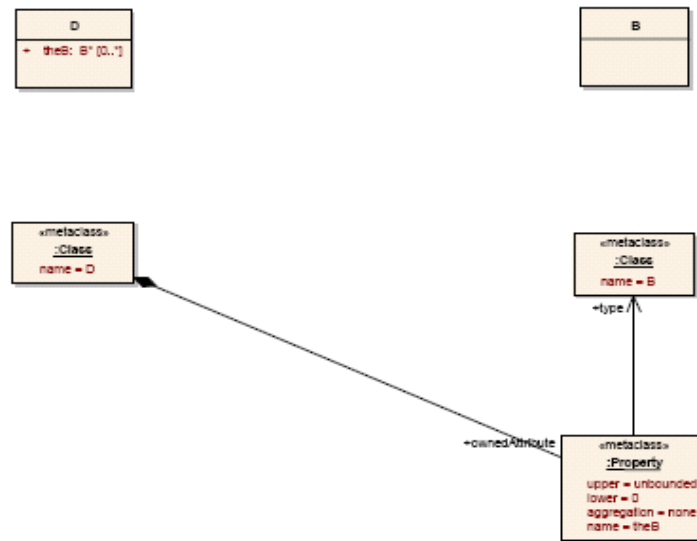 D
+ theB: B* [0..*]
B
«metaclass»
:Class
name = D
«metaclass»
:Class
name = B
+type
+ownedAttribute
«metaclass»
:Property
upper = unbounded
lower = 0
aggregation = none
name = theB